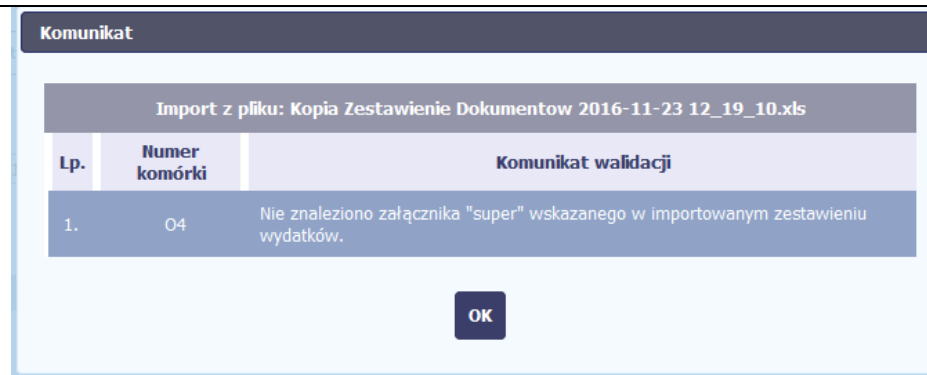 Komunikat
Import z pliku: Kopia Zestawienie Dokumentow 2016-11-23 12_19_10.xls
Lp.
Numer
komórki
Komunikat walidacji
1.
O4
Nie znaleziono załącznika "super" wskazanego w importowanym zestawieniu
wydatków.
OK